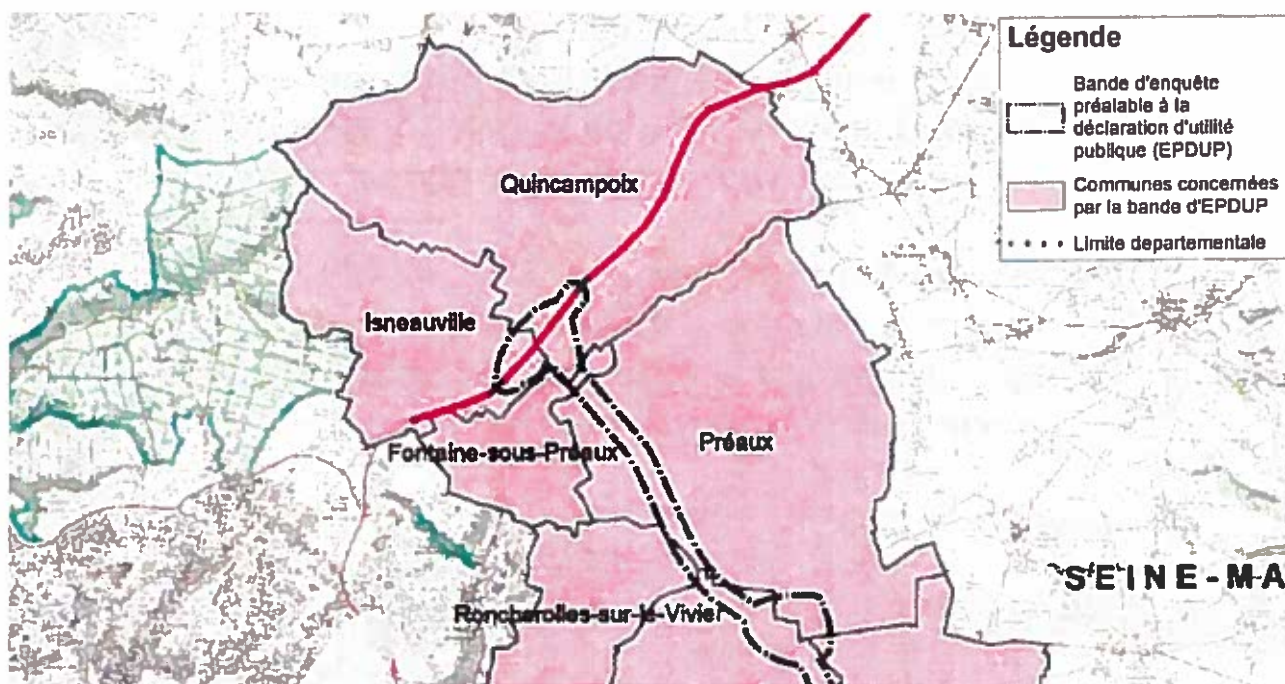 Légende
Bande d'enquête
préalable à la
déclaration d'utilité
publique (EPDUP)
Communes concernées
par la bande d'EPDUP
Limite departementale
Quincampoix
Isneauville
Fontaine-sous-Préaux
Préaux
SEINE-MA
Roncherolles-sur-le-Vivier